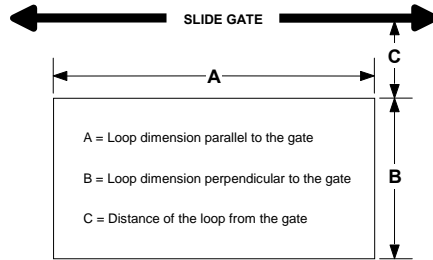 SLIDE GATE
C
A
A = Loop dimension parallel to the gate
B = Loop dimension perpendicular to the gate
B
C = Distance of the loop from the gate